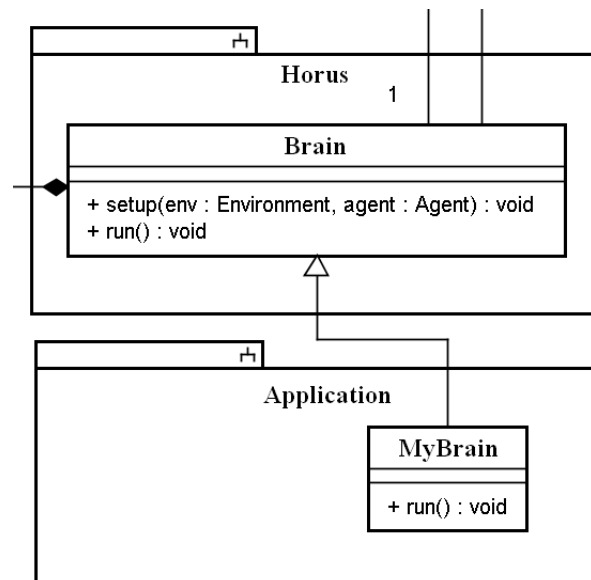 Horus
1
Brain
+ setup(env : Environment, agent : Agent) : void
+ run() : void
Application
MyBrain
+ run() : void